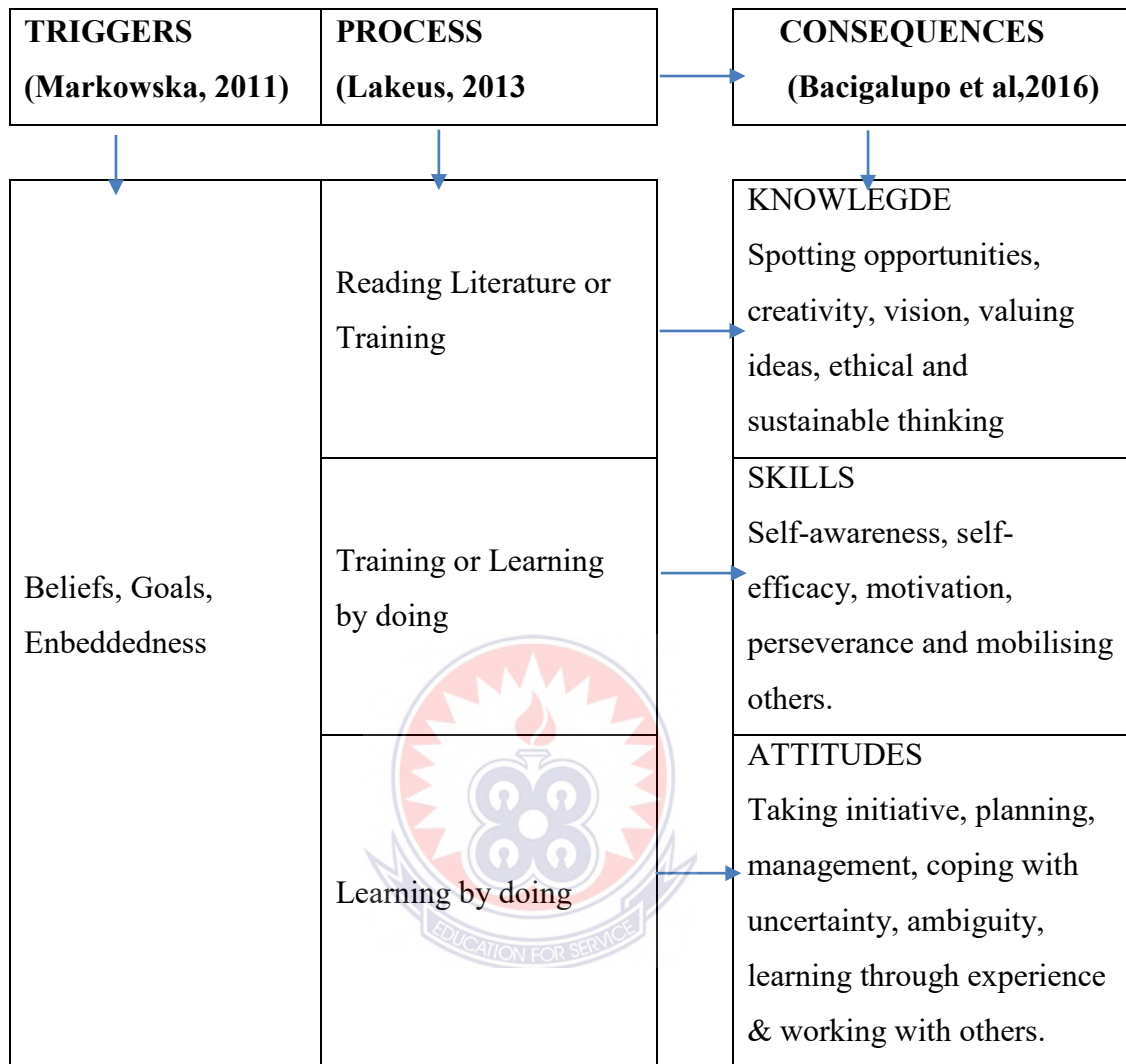 TRIGGERS
(Markowska, 2011)
PROCESS
(Lakeus, 2013
CONSEQUENCES
(Bacigalupo et al,2016)
Beliefs, Goals,
Enbeddedness
Reading Literature or
Training
KNOWLEGDE
Spotting opportunities,
creativity, vision, valuing
ideas, ethical and
sustainable thinking
Training or Learning
by doing
SKILLS
Self-awareness, self-
efficacy, motivation,
perseverance and mobilising
others.
Learning by doing
ATTITUDES
Taking initiative, planning,
management, coping with
uncertainty, ambiguity,
learning through experience
& working with others.
EDUCATION FOR SERVICE